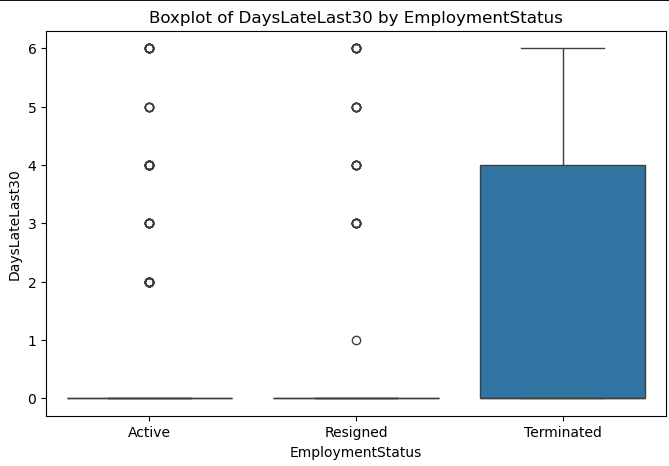 Boxplot of DaysLateLast30 by EmploymentStatus
DaysLateLast30
6
5
4
3
2
1
0
Active Resigned Terminated
EmploymentStatus